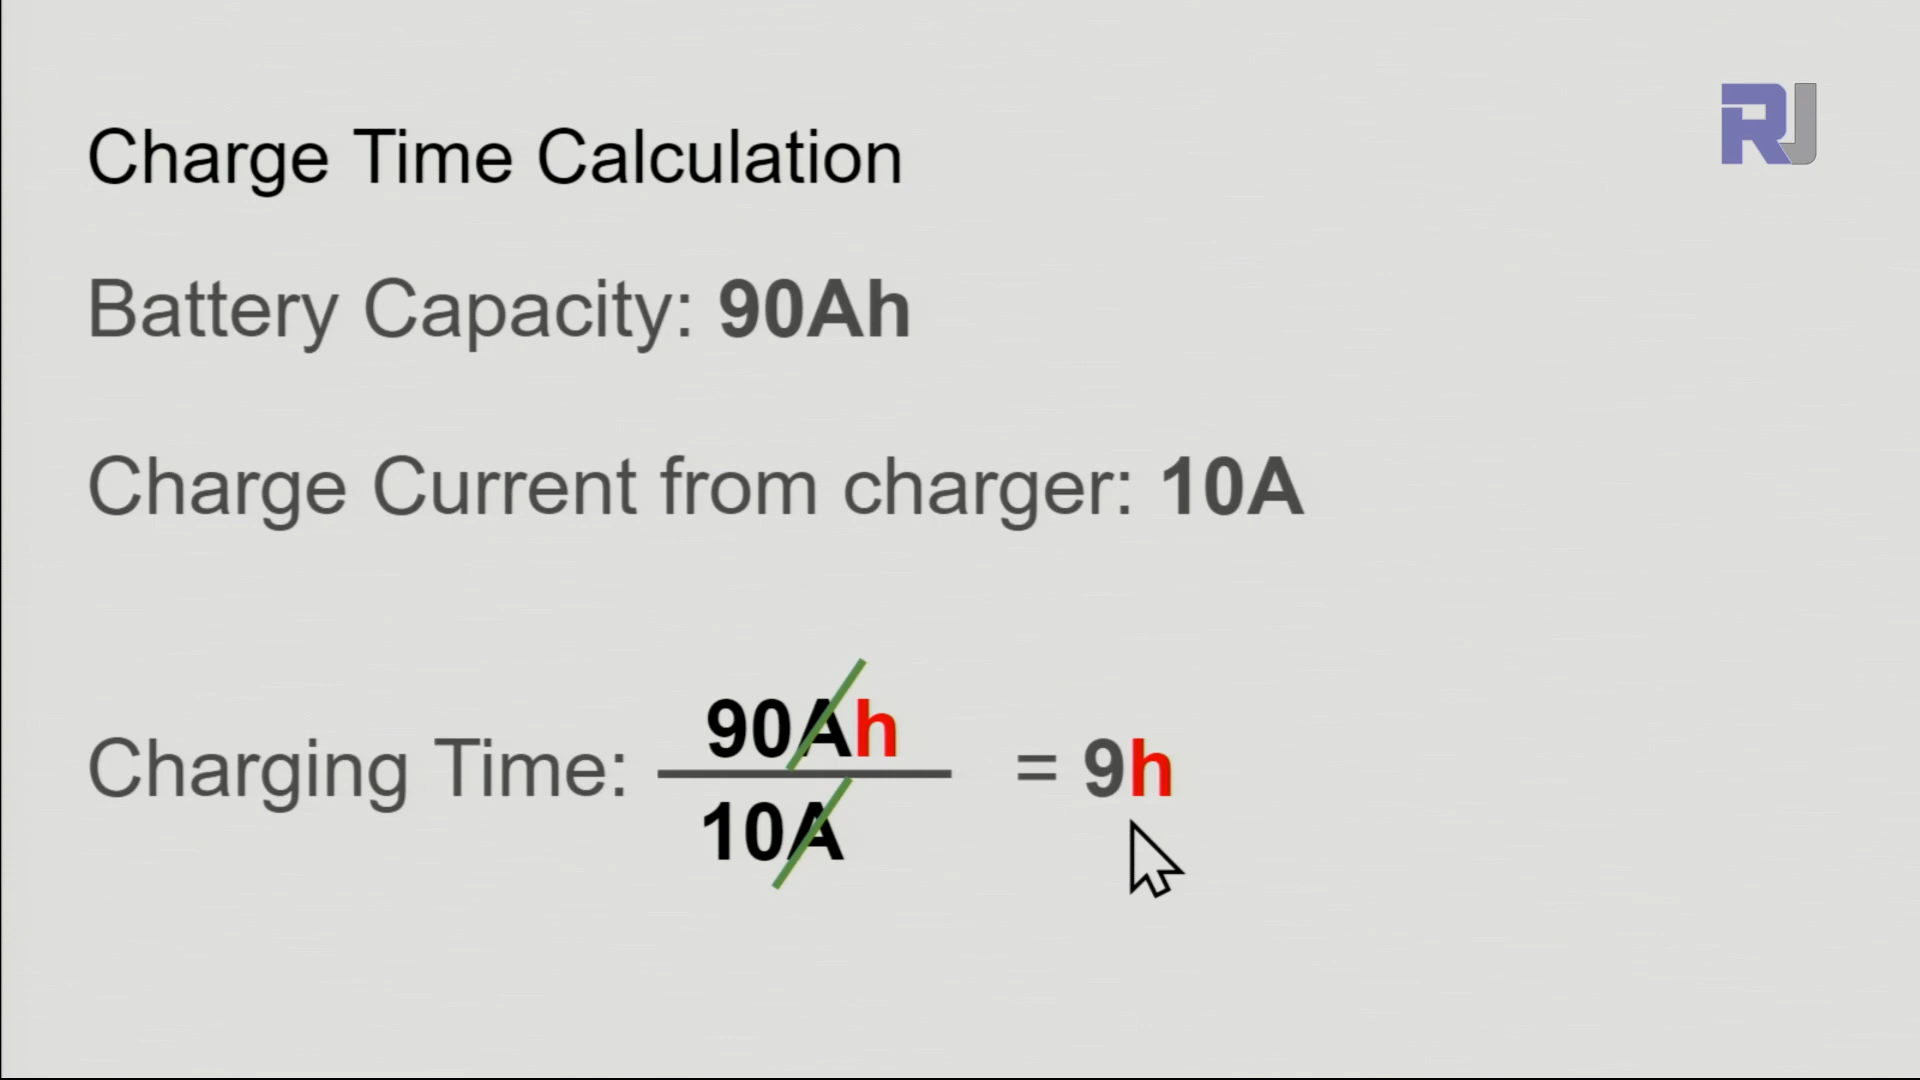 RJ
Charge Time Calculation
Battery Capacity: 90Ah
Charge Current from charger: 10A
Charging Time: 90Ah
10A
= 9h